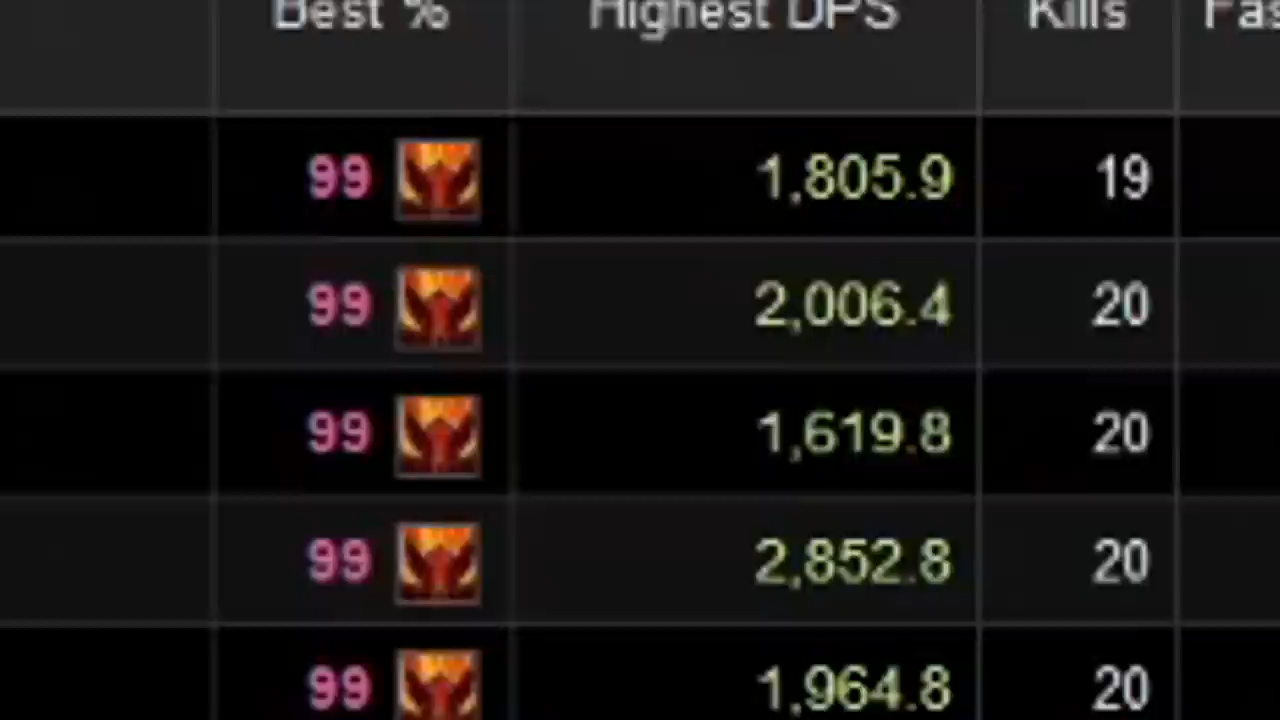 Best % Highest DPS Kills Fas
99 1,805.9 19
99 2,006.4 20
99 1,619.8 20
99 2,852.8 20
99 1,964.8 20